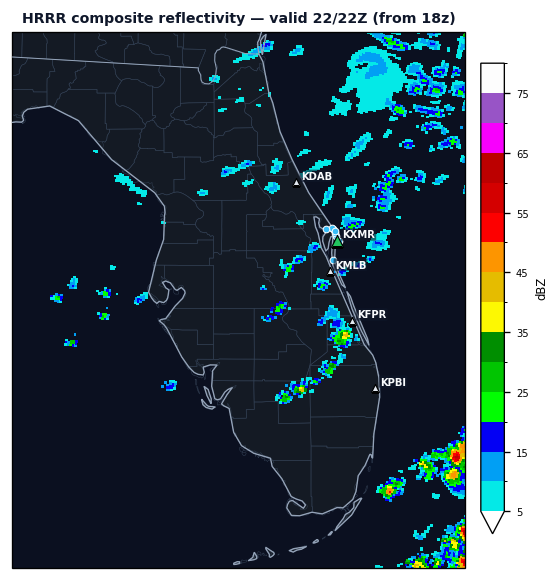 HRRR composite reflectivity — valid 22/22Z (from 18z)
KDAB
KXMR
KMLB
KFPR
KPBI
75
65
55
45
35
25
15
5
dBZ